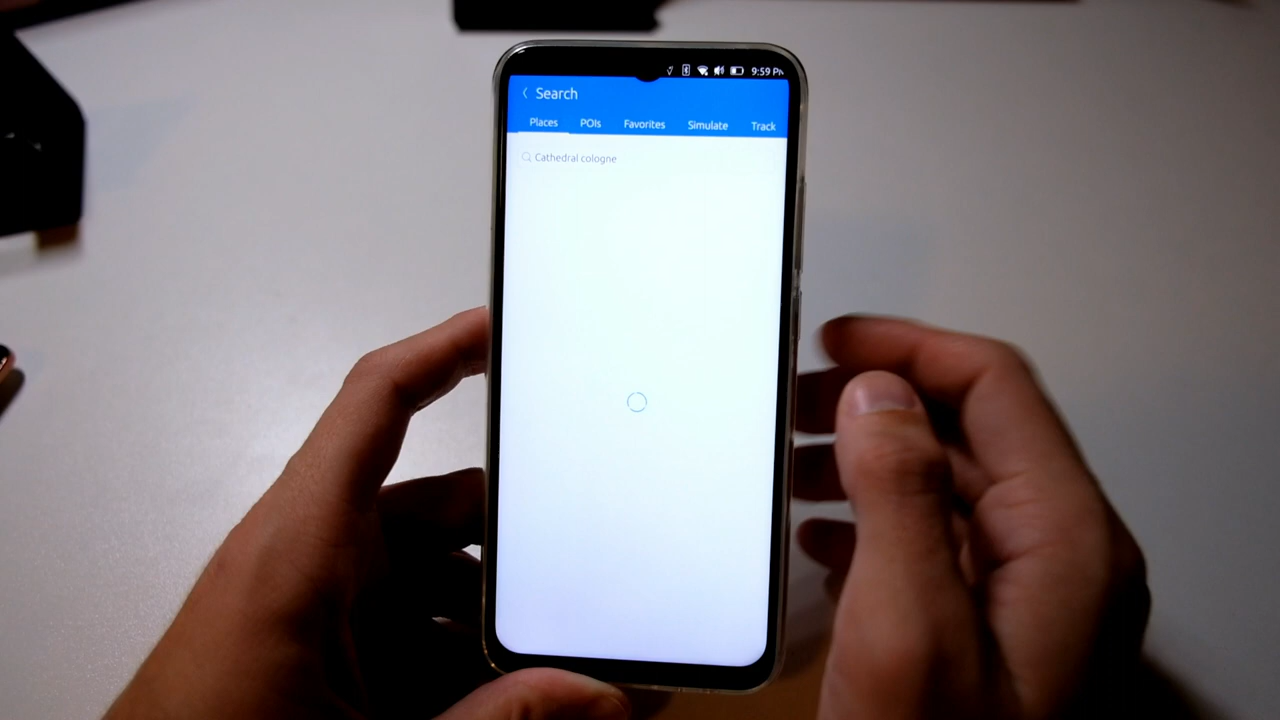 9:59 PM
Search
Places POIs Favorites Simulate Track
Cathedral cologne